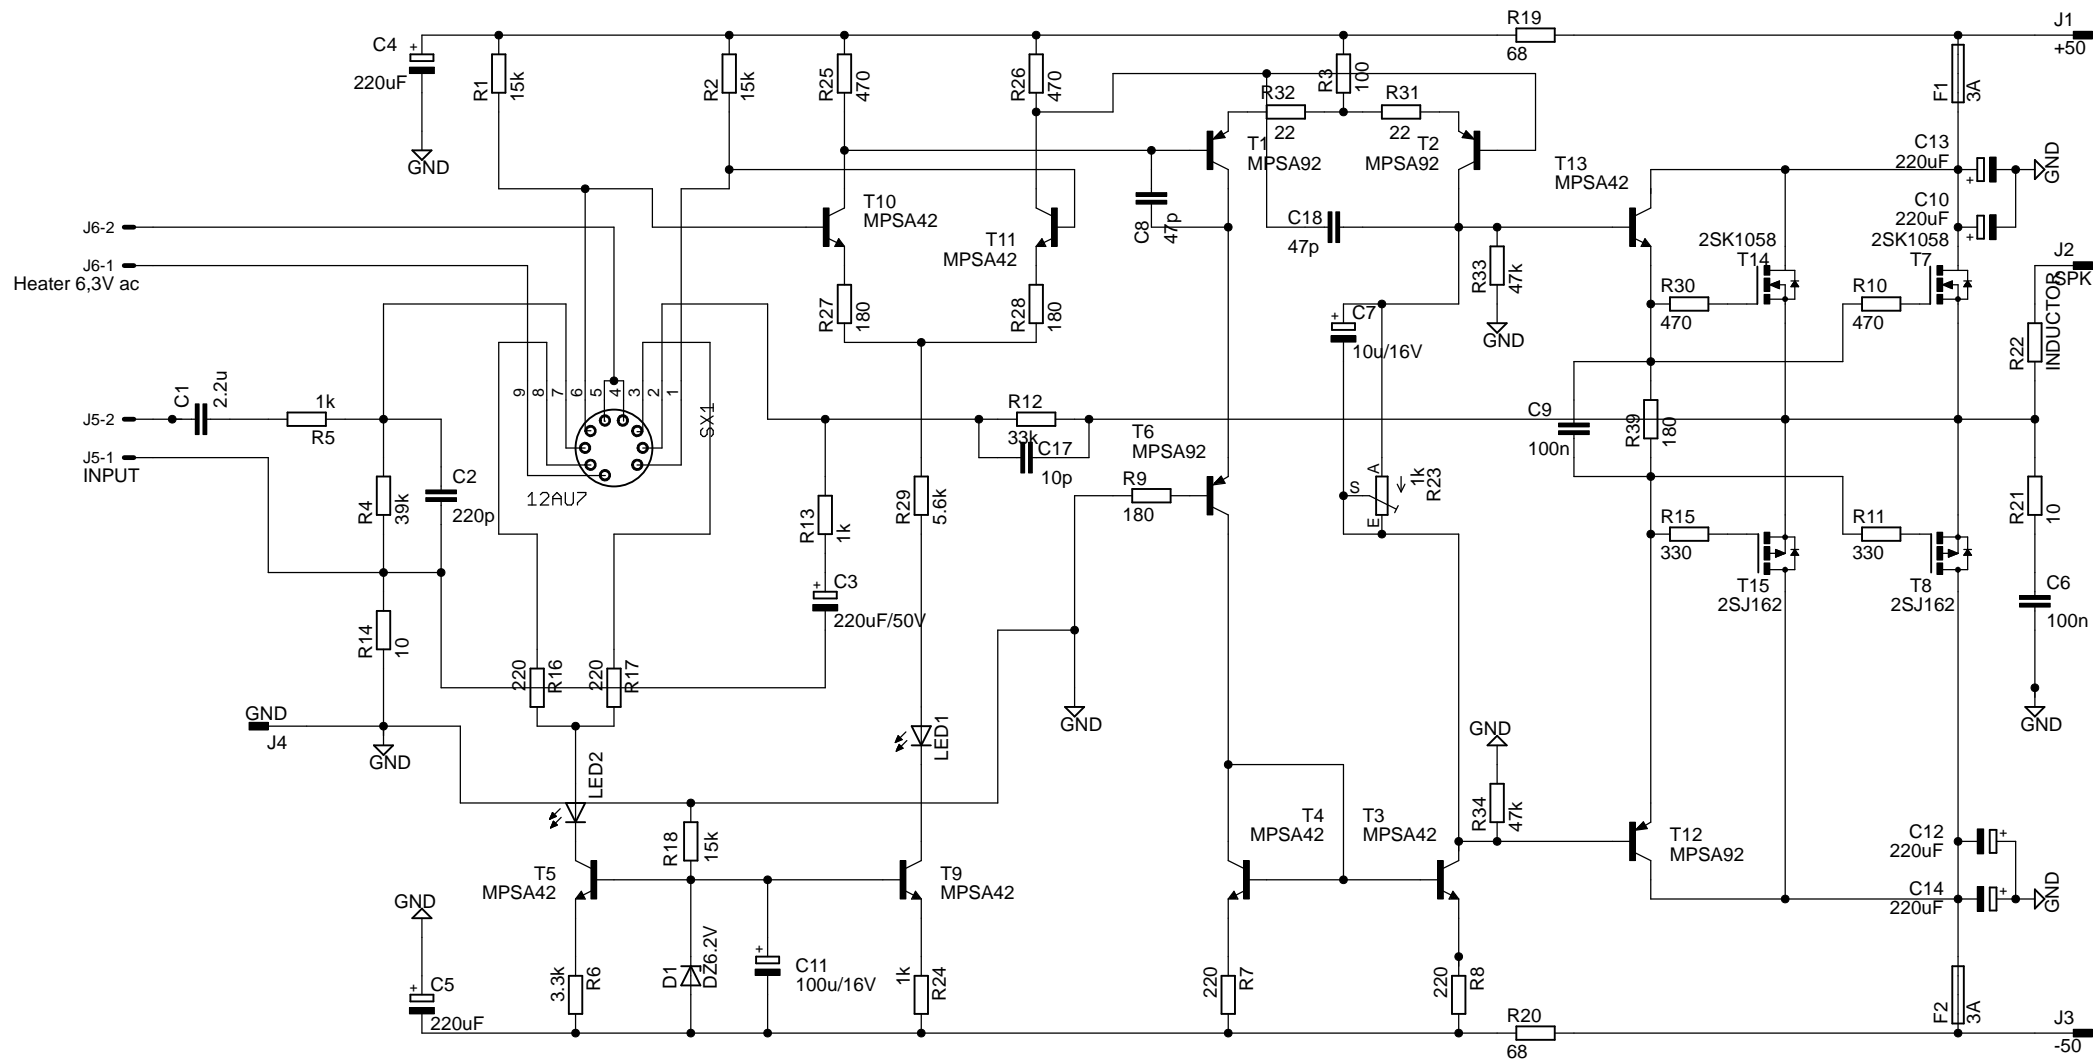 R19
68
J1
+50
C4
+
220uF
GND
R1
15k
R2
15k
R25
470
R26
470
R3
100
R32
22
R31
22
F1
3A
T1
MPSA92
T2
MPSA92
T13
MPSA42
C13
220uF
+
GND
C10
220uF
+
T10
MPSA42
T11
MPSA42
C8
47p
C18
47p
R33
47k
GND
2SK1058
T14
2SK1058
T7
J2
SPK
J6-2
J6-1
Heater 6,3V ac
R27
180
R28
180
+
C7
10u/16V
R30
470
R10
470
R22
INDUCTOR
9
8
7
6
5
4
3
2
1
SX1
12AU7
J5-2
C1
2.2u
1k
R5
J5-1
INPUT
R4
39k
C2
220p
R12
33k
C17
10p
T6
MPSA92
R9
180
A
S
E
1k
R23
C9
100n
R39
180
R13
1k
R29
5.6k
R15
330
R11
330
R21
10
T15
2SJ162
T8
2SJ162
C6
100n
GND
+
C3
220uF/50V
R14
10
220
R16
220
R17
GND
J4
GND
GND
LED1
LED2
GND
R34
47k
R18
15k
T5
MPSA42
T9
MPSA42
T4
MPSA42
T3
MPSA42
T12
MPSA92
C12
220uF
+
C14
220uF
+
GND
GND
+
C5
220uF
3.3k
R6
D1
DZ6.2V
+
C11
100u/16V
1k
R24
220
R7
220
R8
R20
68
F2
3A
J3
-50